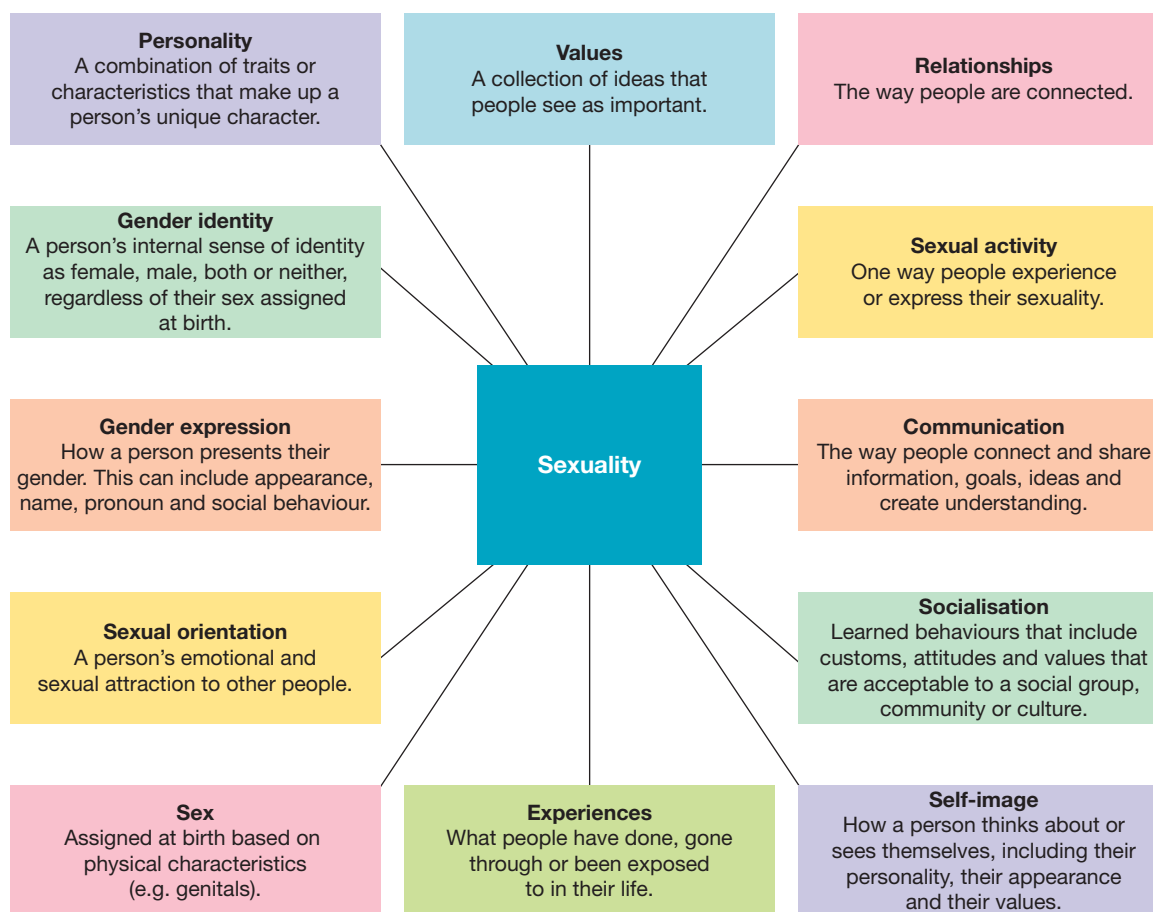 Personality
A combination of traits or
characteristics that make up a
person's unique character.
Values
A collection of ideas that
people see as important.
Relationships
The way people are connected.
Gender identity
A person's internal sense of identity
as female, male, both or neither,
regardless of their sex assigned
at birth.
Sexual activity
One way people experience
or express their sexuality.
Gender expression
How a person presents their
gender. This can include appearance,
name, pronoun and social behaviour.
Sexuality
Communication
The way people connect and share
information, goals, ideas and
create understanding.
Sexual orientation
A person's emotional and
sexual attraction to other people.
Socialisation
Learned behaviours that include
customs, attitudes and values that
are acceptable to a social group,
community or culture.
Sex
Assigned at birth based on
physical characteristics
(e.g. genitals).
Experiences
What people have done, gone
through or been exposed
to in their life.
Self-image
How a person thinks about or
sees themselves, including their
personality, their appearance
and their values.